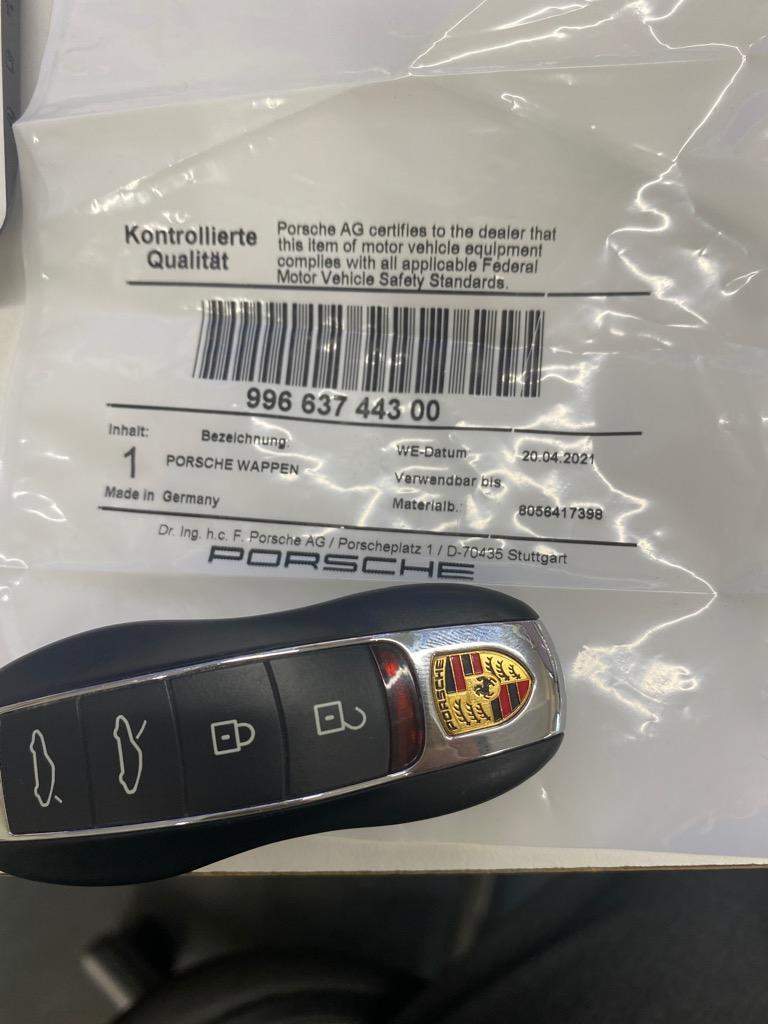 Kontrollierte
Qualität
Porsche AG certifies to the dealer that
this item of motor vehicle equipment
complies with all applicable Federal
Motor Vehicle Safety Standards.
996 637 443 00
Inhalt:
1
Bezeichnung:
PORSCHE WAPPEN
Made in Germany
WE-Datum 20.04.2021
Verwendbar bis
Materialb.: 8058417398
Dr. Ing. h.c. F. Porsche AG / Porscheplatz 1 / D-70435 Stuttgart
PORSCHE
PORSCHE